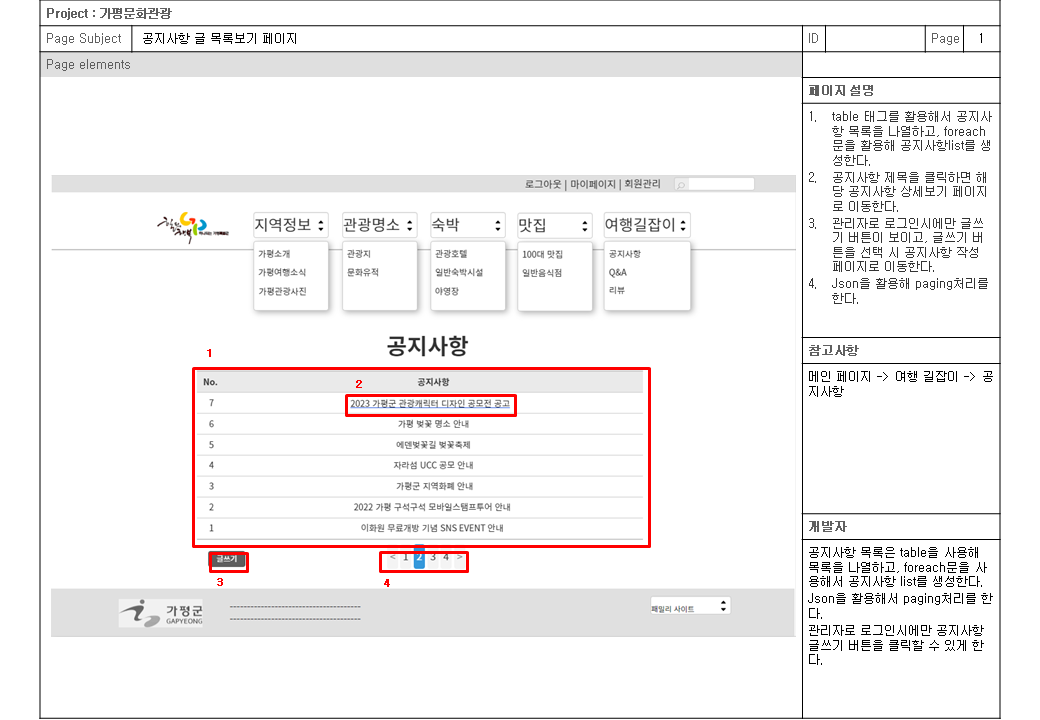 Project : 가평문화관광
Page Subject 공지사항 글 목록보기 페이지 ID Page 1
Page elements
로그아웃 | 마이페이지 | 회원관리
지역정보 관광명소 숙박 맛집 여행길잡이
가평소개 관광지 관광호텔 100대 맛집 공지사항
가평여행소식 문화유적 일반숙박시설 일반음식점 Q&A
가평관광사진 야영장 리뷰
공지사항
1
No. 2 공지사항
7 2023 가평군 관광캐릭터 디자인 공모전 공고
6 가평 벚꽃 명소 안내
5 에덴벚꽃길 벚꽃축제
4 자라섬 UCC 공모 안내
3 가평군 지역화폐 안내
2 2022 가평 구석구석 모바일스탬프투어 안내
1 이화원 무료개방 기념 SNS EVENT 안내
글쓰기 < 1 2 3 4 >
3 4
가평군
GAPYEONG
패밀리 사이트
페이지 설명
1. table 태그를 활용해서 공지사
항 목록을 나열하고, foreach
문을 활용해 공지사항list를 생
성한다.
2. 공지사항 제목을 클릭하면 해
당 공지사항 상세보기 페이지
로 이동한다.
3. 관리자로 로그인시에만 글쓰
기 버튼이 보이고, 글쓰기 버
튼을 선택 시 공지사항 작성
페이지로 이동한다.
4. Json을 활용해 paging처리를
한다.
참고사항
메인 페이지 -> 여행 길잡이 -> 공
지사항
개발자
공지사항 목록은 table을 사용해
목록을 나열하고, foreach문을 사
용해서 공지사항 list를 생성한다.
Json을 활용해서 paging처리를 한
다.
관리자로 로그인시에만 공지사항
글쓰기 버튼을 클릭할 수 있게 한
다.